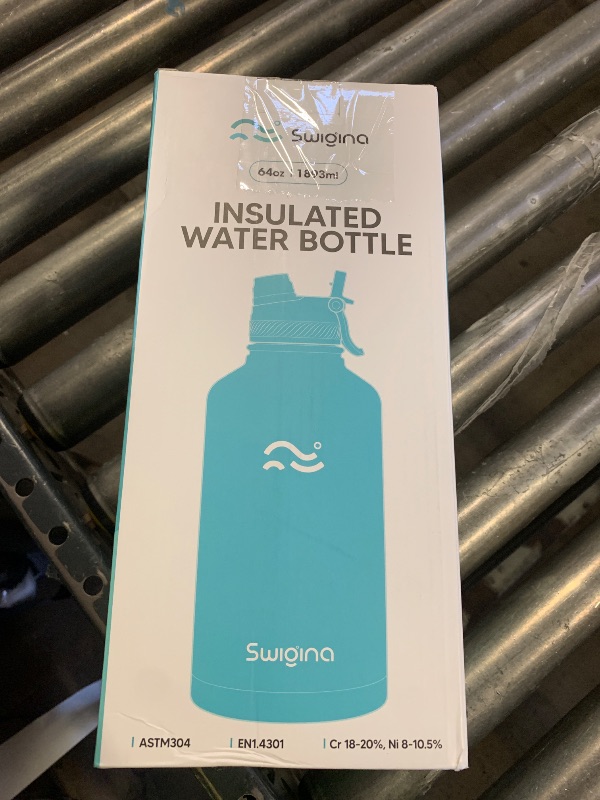 Swigina
64oz | 1893ml
INSULATED
WATER BOTTLE
Swigina
ASTM304 EN1.4301 Cr 18-20%, Ni 8-10.5%